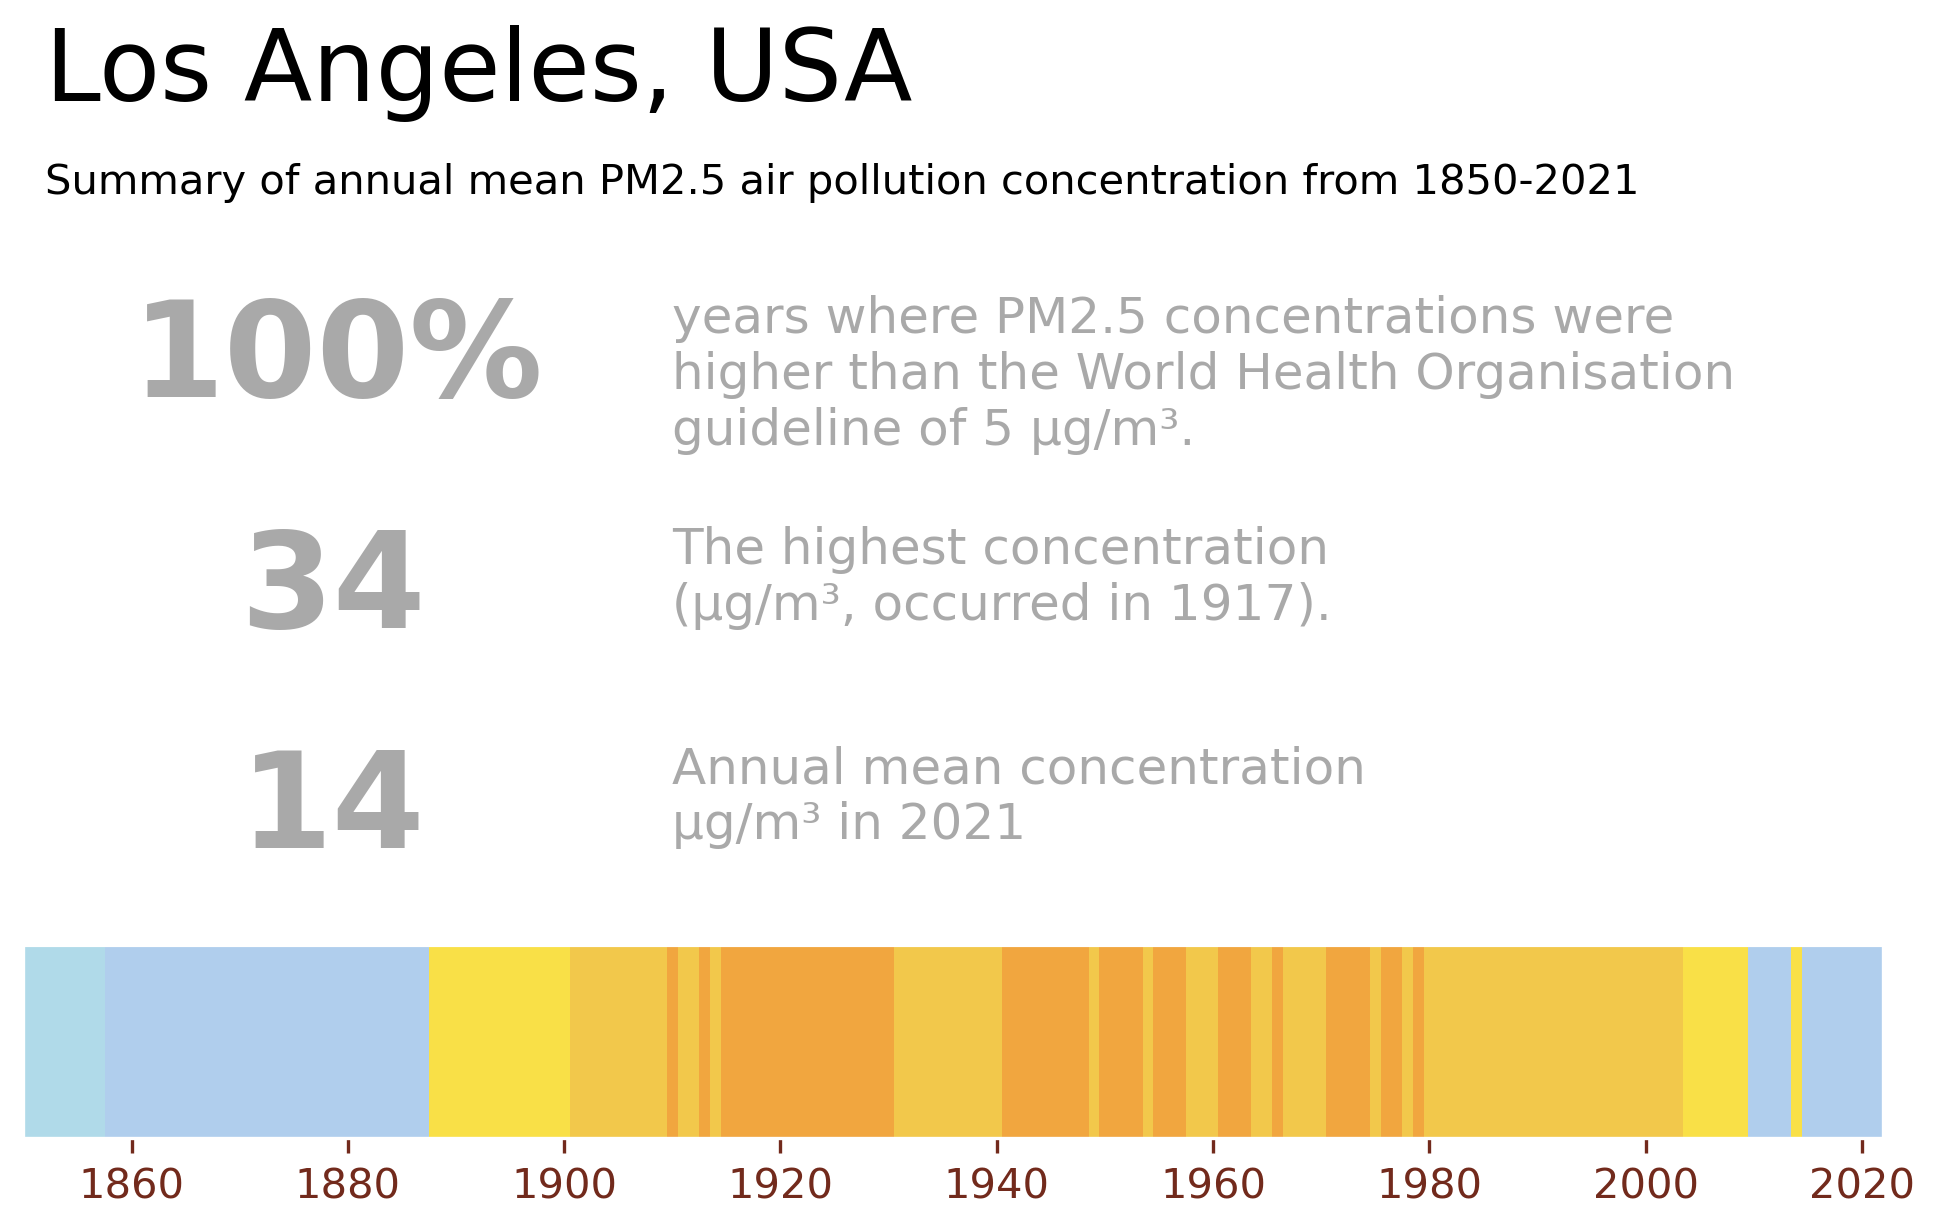 Los Angeles, USA
Summary of annual mean PM2.5 air pollution concentration from 1850-2021
100%
years where PM2.5 concentrations were
higher than the World Health Organisation
guideline of 5 µg/m³.
34
The highest concentration
(µg/m³, occurred in 1917).
14
Annual mean concentration
µg/m³ in 2021
1860 1880 1900 1920 1940 1960 1980 2000 2020